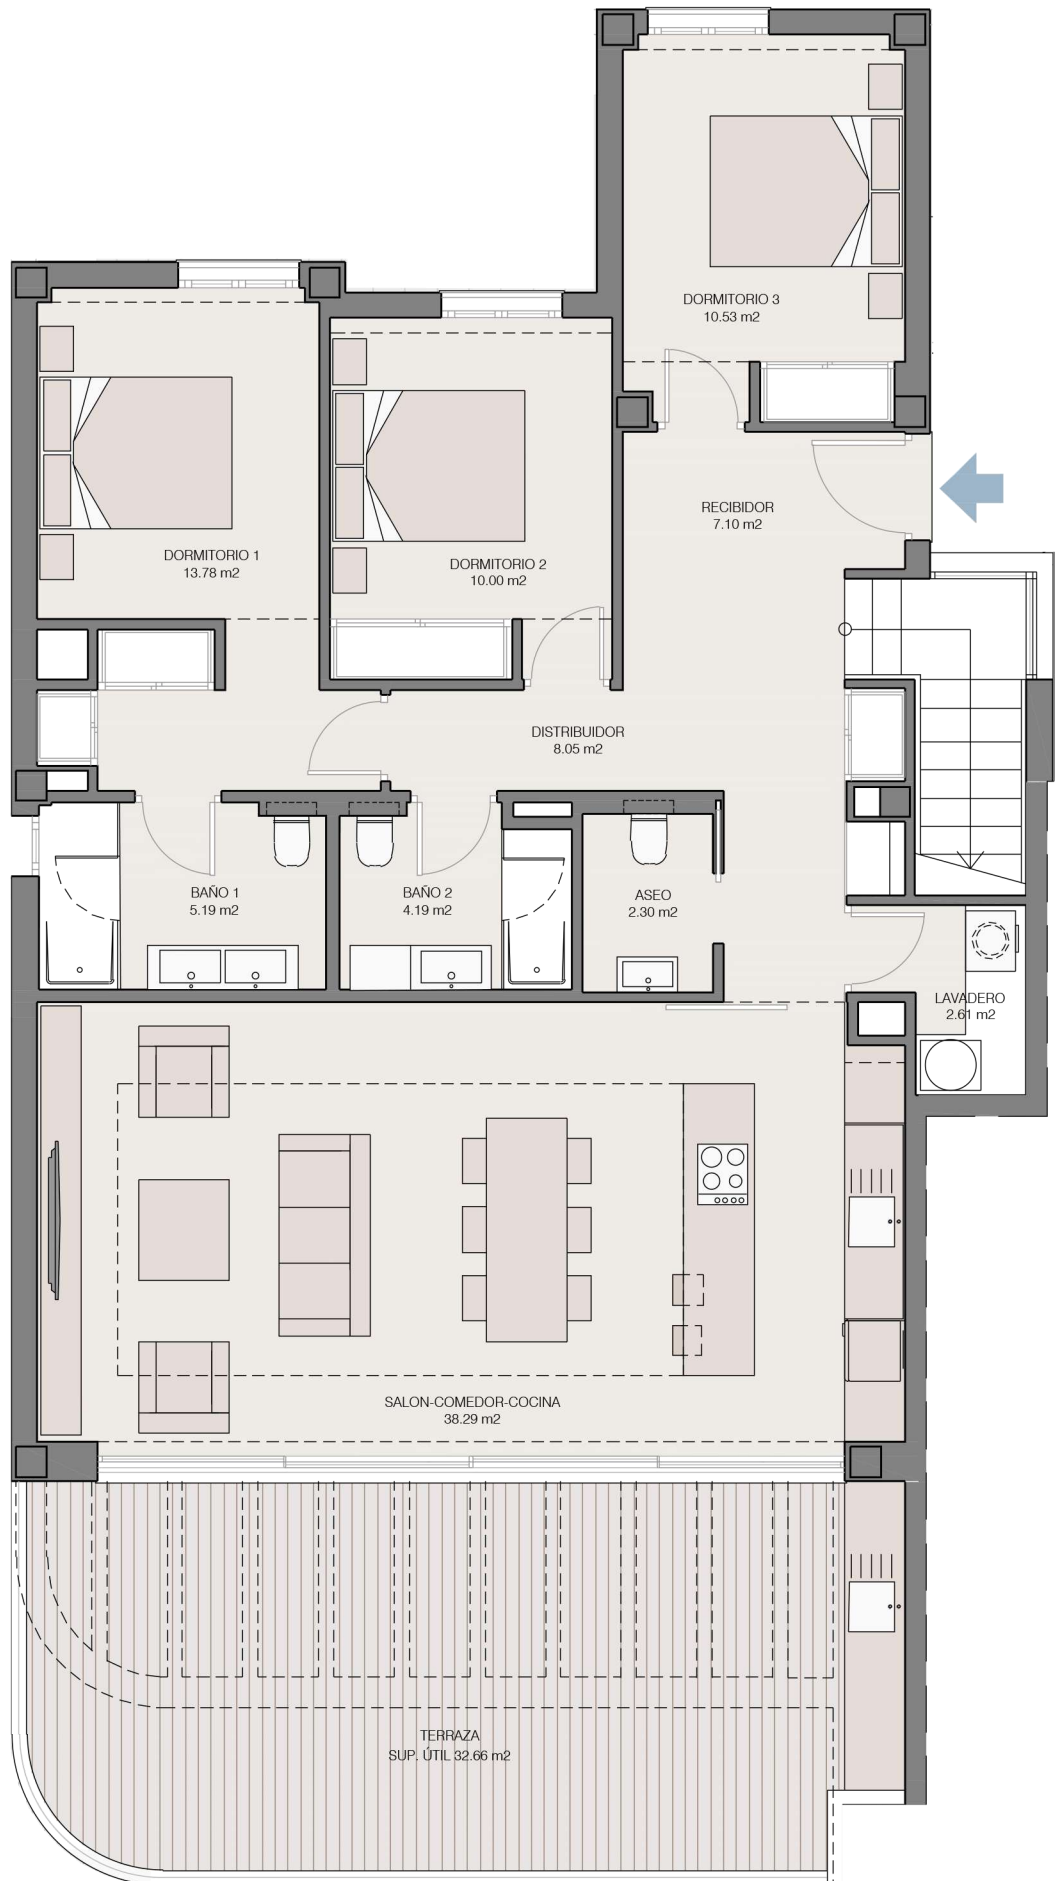 DORMITORIO 3
10.53 m2
RECIBIDOR
7.10 m2
DORMITORIO 1
13.78 m2
DORMITORIO 2
10.00 m2
DISTRIBUIDOR
8.05 m2
BAÑO 1
5.19 m2
BAÑO 2
4.19 m2
ASEO
2.30 m2
LAVADERO
2.61 m2
SALON-COMEDOR-COCINA
38.29 m2
TERRAZA
SUP. ÚTIL 32.66 m2